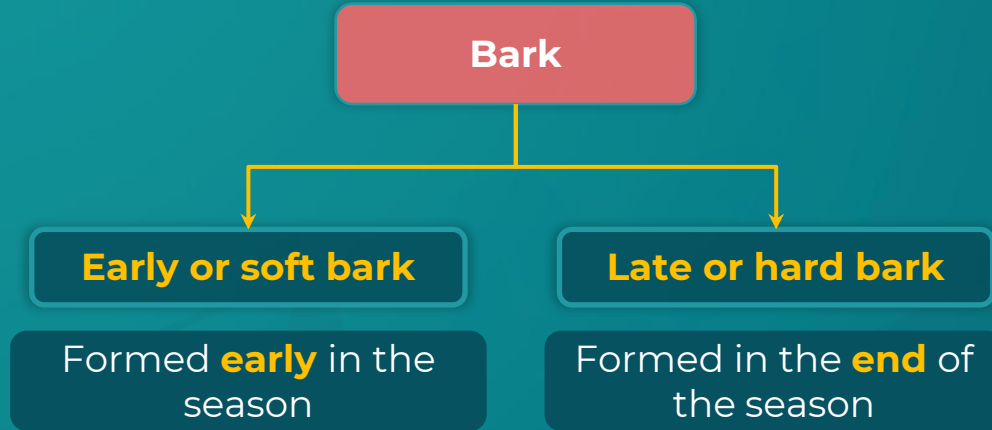 Bark
Early or soft bark
Late or hard bark
Formed early in the
season
Formed in the end of
the season